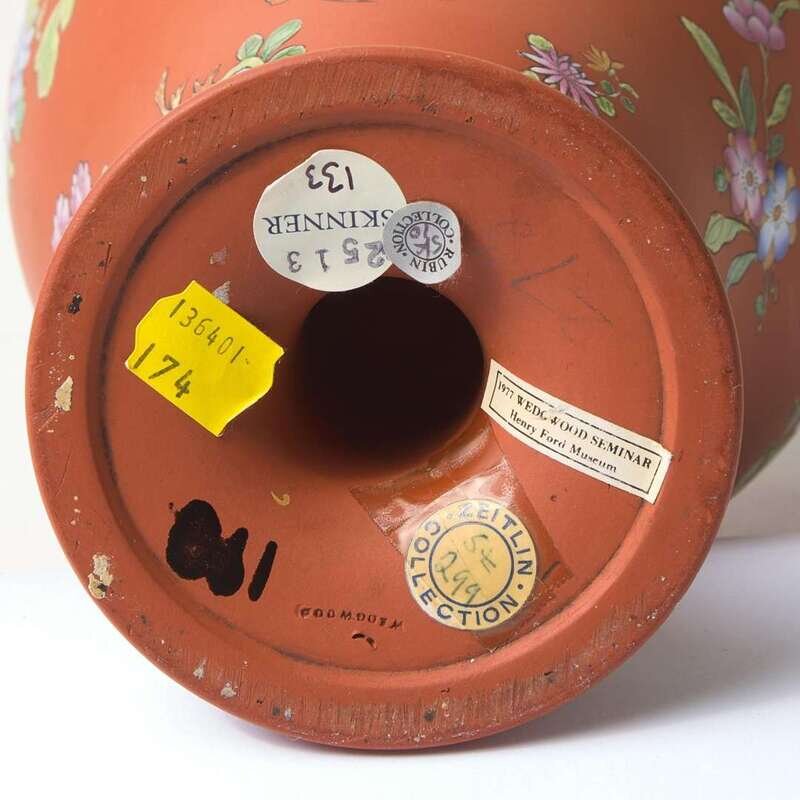 133
SKINNER
2513
RUBIN COLLECTION
136401-
174
1977 WEDGWOOD SEMINAR
Henry Ford Museum
ZEITLIN COLLECTION
299
WEDGWOOD